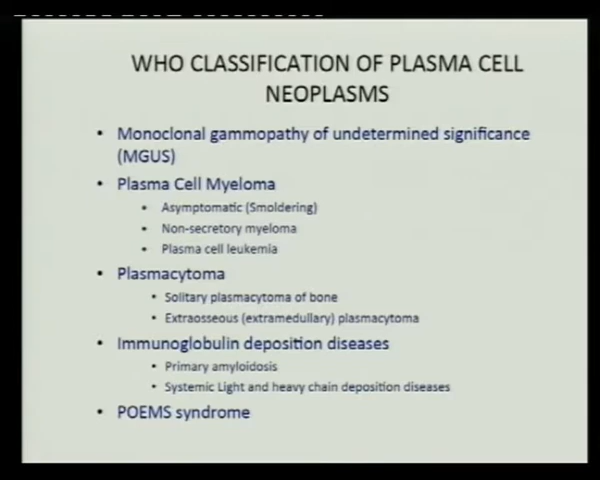 WHO CLASSIFICATION OF PLASMA CELL
NEOPLASMS
• Monoclonal gammopathy of undetermined significance
(MGUS)
• Plasma Cell Myeloma
• Asymptomatic (Smoldering)
• Non-secretory myeloma
• Plasma cell leukemia
• Plasmacytoma
• Solitary plasmacytoma of bone
• Extraosseous (extramedullary) plasmacytoma
• Immunoglobulin deposition diseases
• Primary amyloidosis
• Systemic Light and heavy chain deposition diseases
• POEMS syndrome